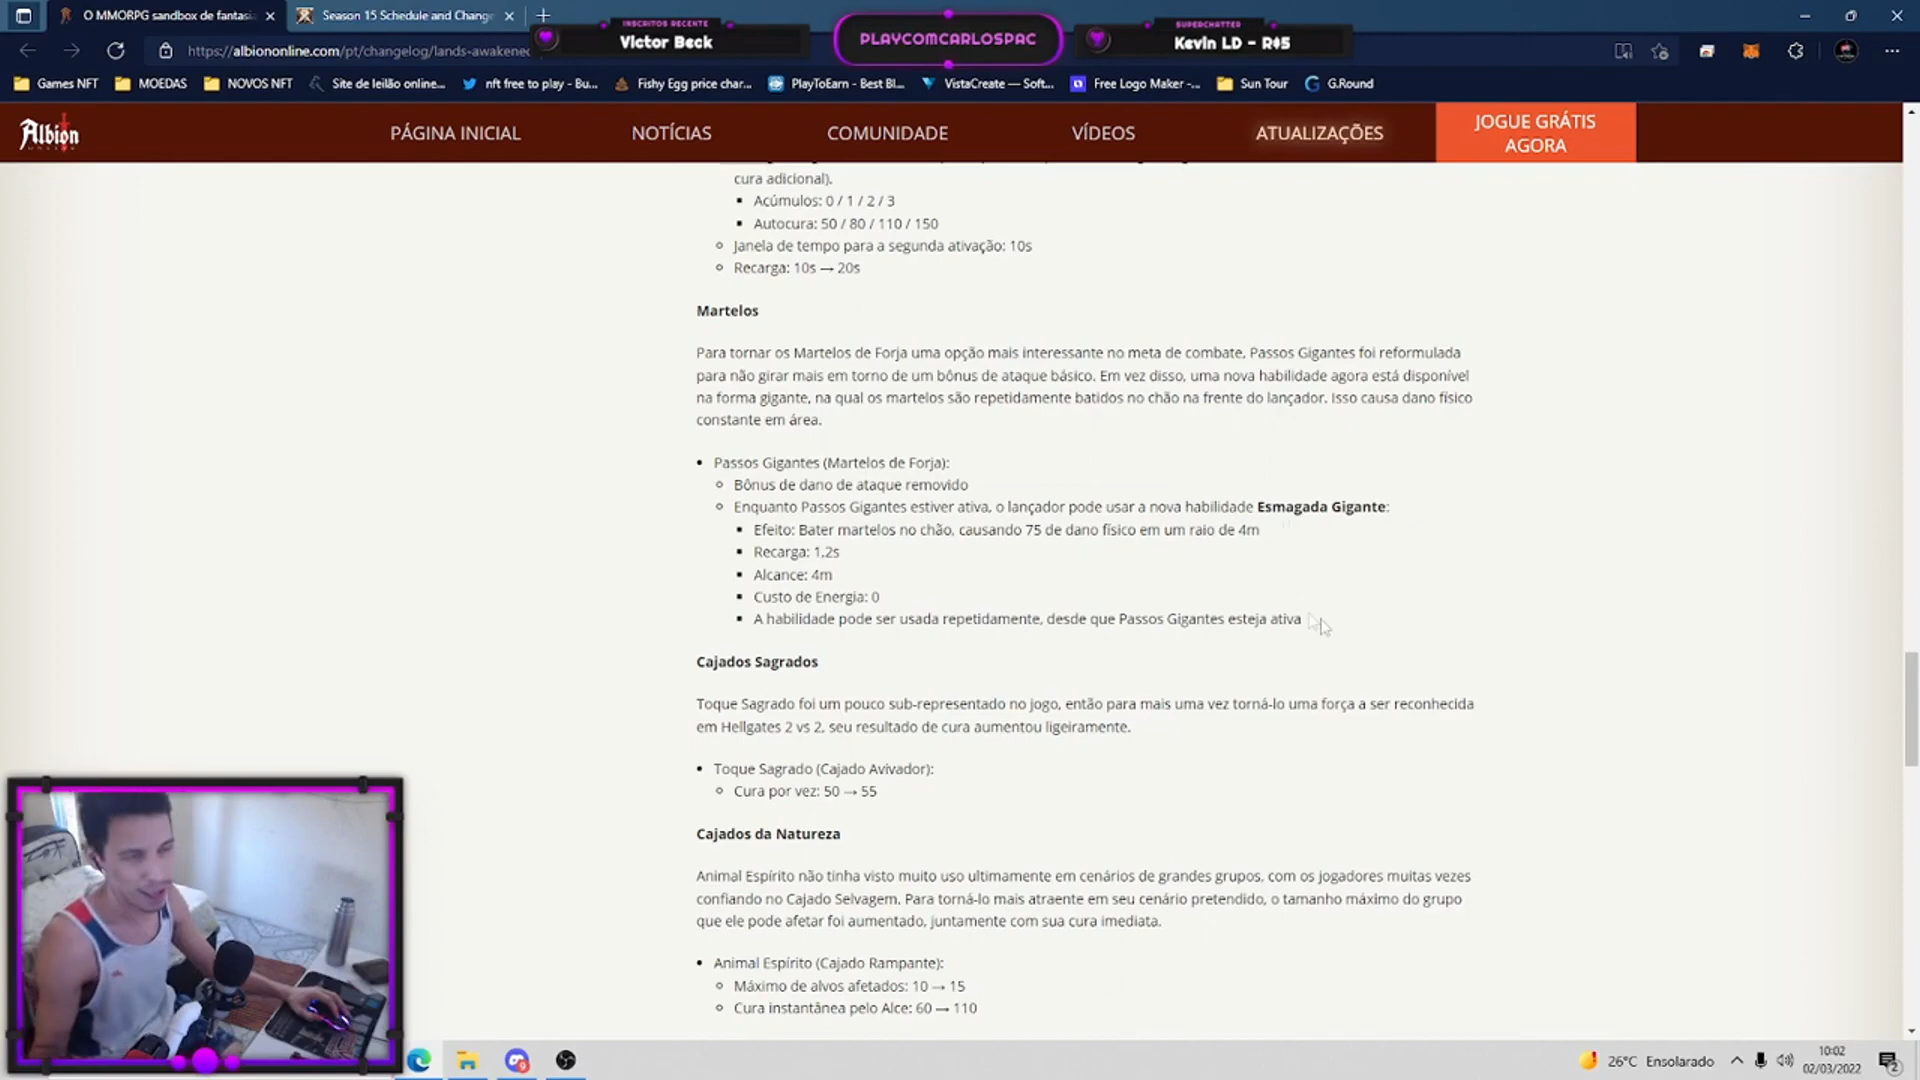 O MMORPG sandbox de fantasia
Season 15 Schedule and Change
INSCRITOS RECENTE
Victor Beck
PLAYCOMCARLOSPAC
SUPERCHATTER
Kevin LD - R$5
https://albiononline.com/pt/changelog/lands-awakened
Games NFT
MOEDAS
NOVOS NFT
Site de leilão online...
nft free to play - Bu...
Fishy Egg price char...
PlayToEarn - Best Bl...
VistaCreate — Soft...
Free Logo Maker -...
Sun Tour
G.Round
Albion
PÁGINA INICIAL
NOTÍCIAS
COMUNIDADE
VÍDEOS
ATUALIZAÇÕES
JOGUE GRÁTIS
AGORA
cura adicional).
Acúmulos: 0 / 1 / 2 / 3
Autocura: 50 / 80 / 110 / 150
Janela de tempo para a segunda ativação: 10s
Recarga: 10s → 20s
Martelos
Para tornar os Martelos de Forja uma opção mais interessante no meta de combate, Passos Gigantes foi reformulada
para não girar mais em torno de um bônus de ataque básico. Em vez disso, uma nova habilidade agora está disponível
na forma gigante, na qual os martelos são repetidamente batidos no chão na frente do lançador. Isso causa dano físico
constante em área.
Passos Gigantes (Martelos de Forja):
Bônus de dano de ataque removido
Enquanto Passos Gigantes estiver ativa, o lançador pode usar a nova habilidade Esmagada Gigante:
Efeito: Bater martelos no chão, causando 75 de dano físico em um raio de 4m
Recarga: 1,2s
Alcance: 4m
Custo de Energia: 0
A habilidade pode ser usada repetidamente, desde que Passos Gigantes esteja ativa
Cajados Sagrados
Toque Sagrado foi um pouco sub-representado no jogo, então para mais uma vez torná-lo uma força a ser reconhecida
em Hellgates 2 vs 2, seu resultado de cura aumentou ligeiramente.
Toque Sagrado (Cajado Avivador):
Cura por vez: 50 → 55
Cajados da Natureza
Animal Espírito não tinha visto muito uso ultimamente em cenários de grandes grupos, com os jogadores muitas vezes
confiando no Cajado Selvagem. Para torná-lo mais atraente em seu cenário pretendido, o tamanho máximo do grupo
que ele pode afetar foi aumentado, juntamente com sua cura imediata.
Animal Espírito (Cajado Rampante):
Máximo de alvos afetados: 10 → 15
Cura instantânea pelo Alce: 60 → 110
26°C Ensolarado
10:02
02/03/2022
2